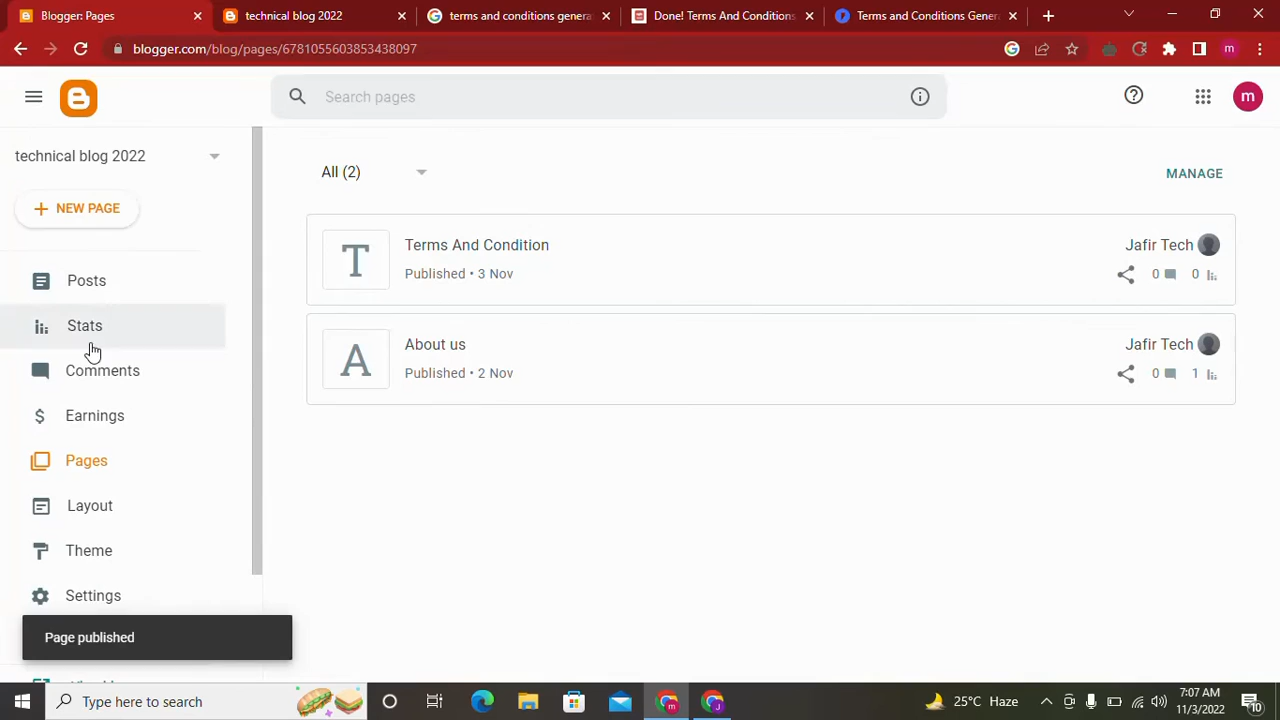 Blogger: Pages
technical blog 2022
terms and conditions genera
Done! Terms And Conditions
Terms and Conditions Gener
blogger.com/blog/pages/6781055603853438097
m
Search pages
m
technical blog 2022
NEW PAGE
All (2)
MANAGE
Posts
Stats
Comments
Earnings
Pages
Layout
Theme
Settings
T
Terms And Condition
Published • 3 Nov
Jafir Tech
0
0
A
About us
Published • 2 Nov
Jafir Tech
0
1
Page published
Type here to search
25°C Haze
7:07 AM
11/3/2022
10